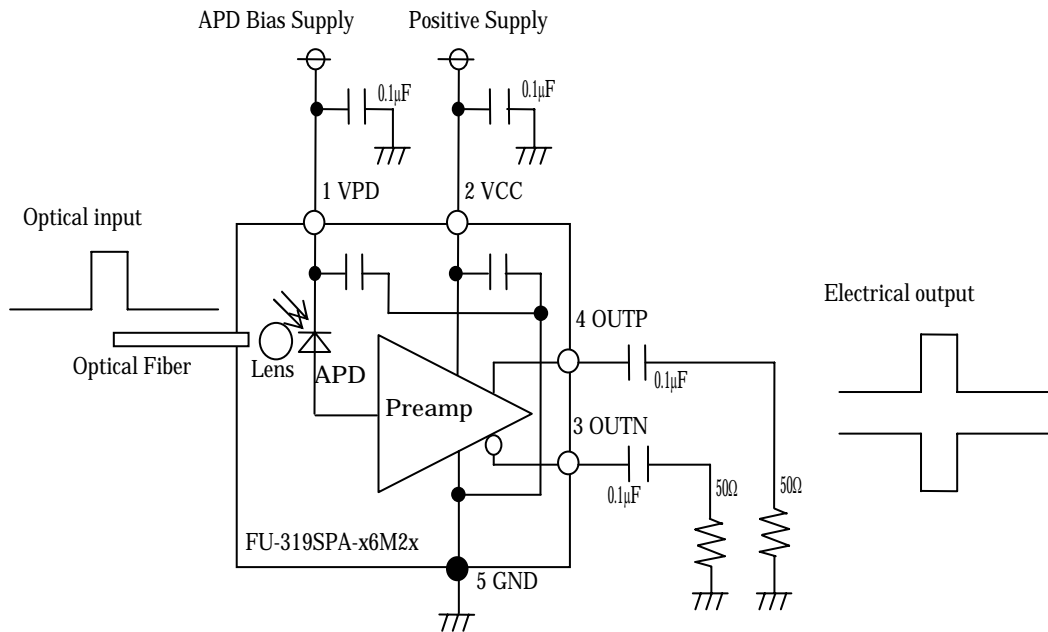 APD Bias Supply
Positive Supply
0.1µF
0.1µF
1 VPD
2 VCC
Optical input
Electrical output
4 OUTP
Optical Fiber
Lens
APD
0.1µF
Preamp
3 OUTN
0.1µF
50Ω
50Ω
FU-319SPA-x6M2x
5 GND